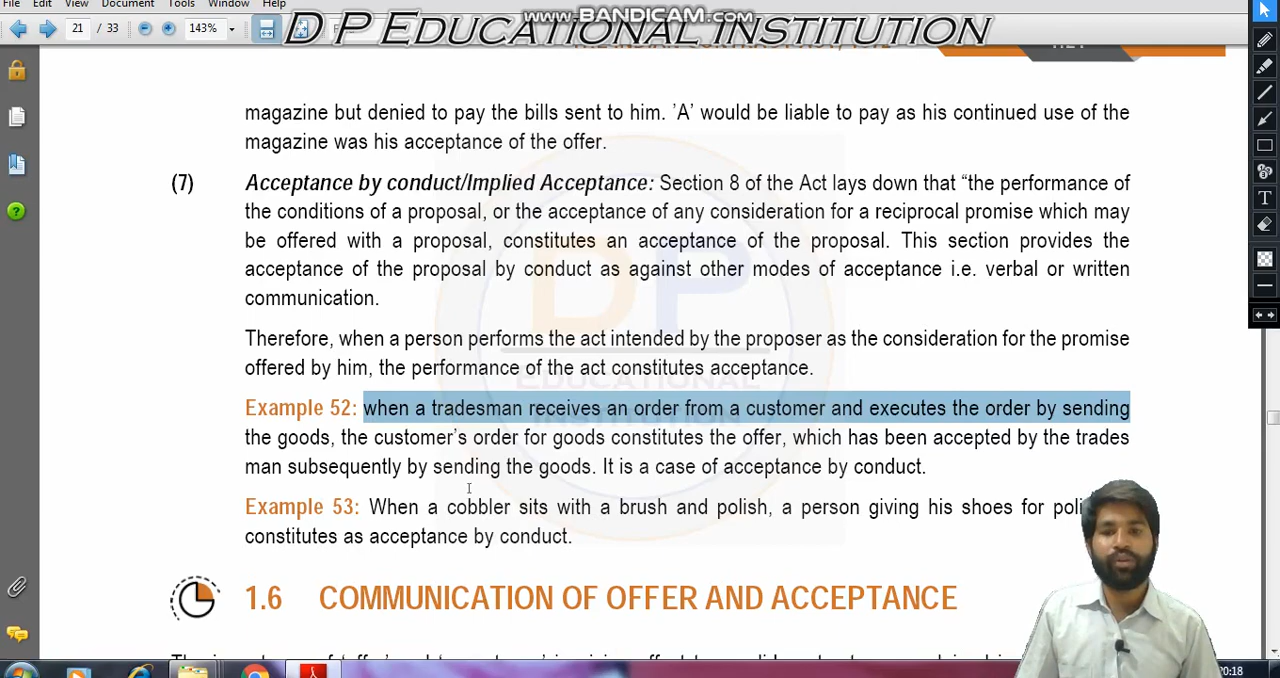 File Edit View Document Tools Window Help
www.BANDICAM.com
21 / 33 143% D P EDUCATIONAL INSTITUTION
magazine but denied to pay the bills sent to him. 'A' would be liable to pay as his continued use of the
magazine was his acceptance of the offer.
(7) Acceptance by conduct/Implied Acceptance: Section 8 of the Act lays down that “the performance of
the conditions of a proposal, or the acceptance of any consideration for a reciprocal promise which may
be offered with a proposal, constitutes an acceptance of the proposal. This section provides the
acceptance of the proposal by conduct as against other modes of acceptance i.e. verbal or written
communication.
Therefore, when a person performs the act intended by the proposer as the consideration for the promise
offered by him, the performance of the act constitutes acceptance.
Example 52: when a tradesman receives an order from a customer and executes the order by sending
the goods, the customer's order for goods constitutes the offer, which has been accepted by the trades
man subsequently by sending the goods. It is a case of acceptance by conduct.
Example 53: When a cobbler sits with a brush and polish, a person giving his shoes for
constitutes as acceptance by conduct.
1.6 COMMUNICATION OF OFFER AND ACCEPTANCE
20:18